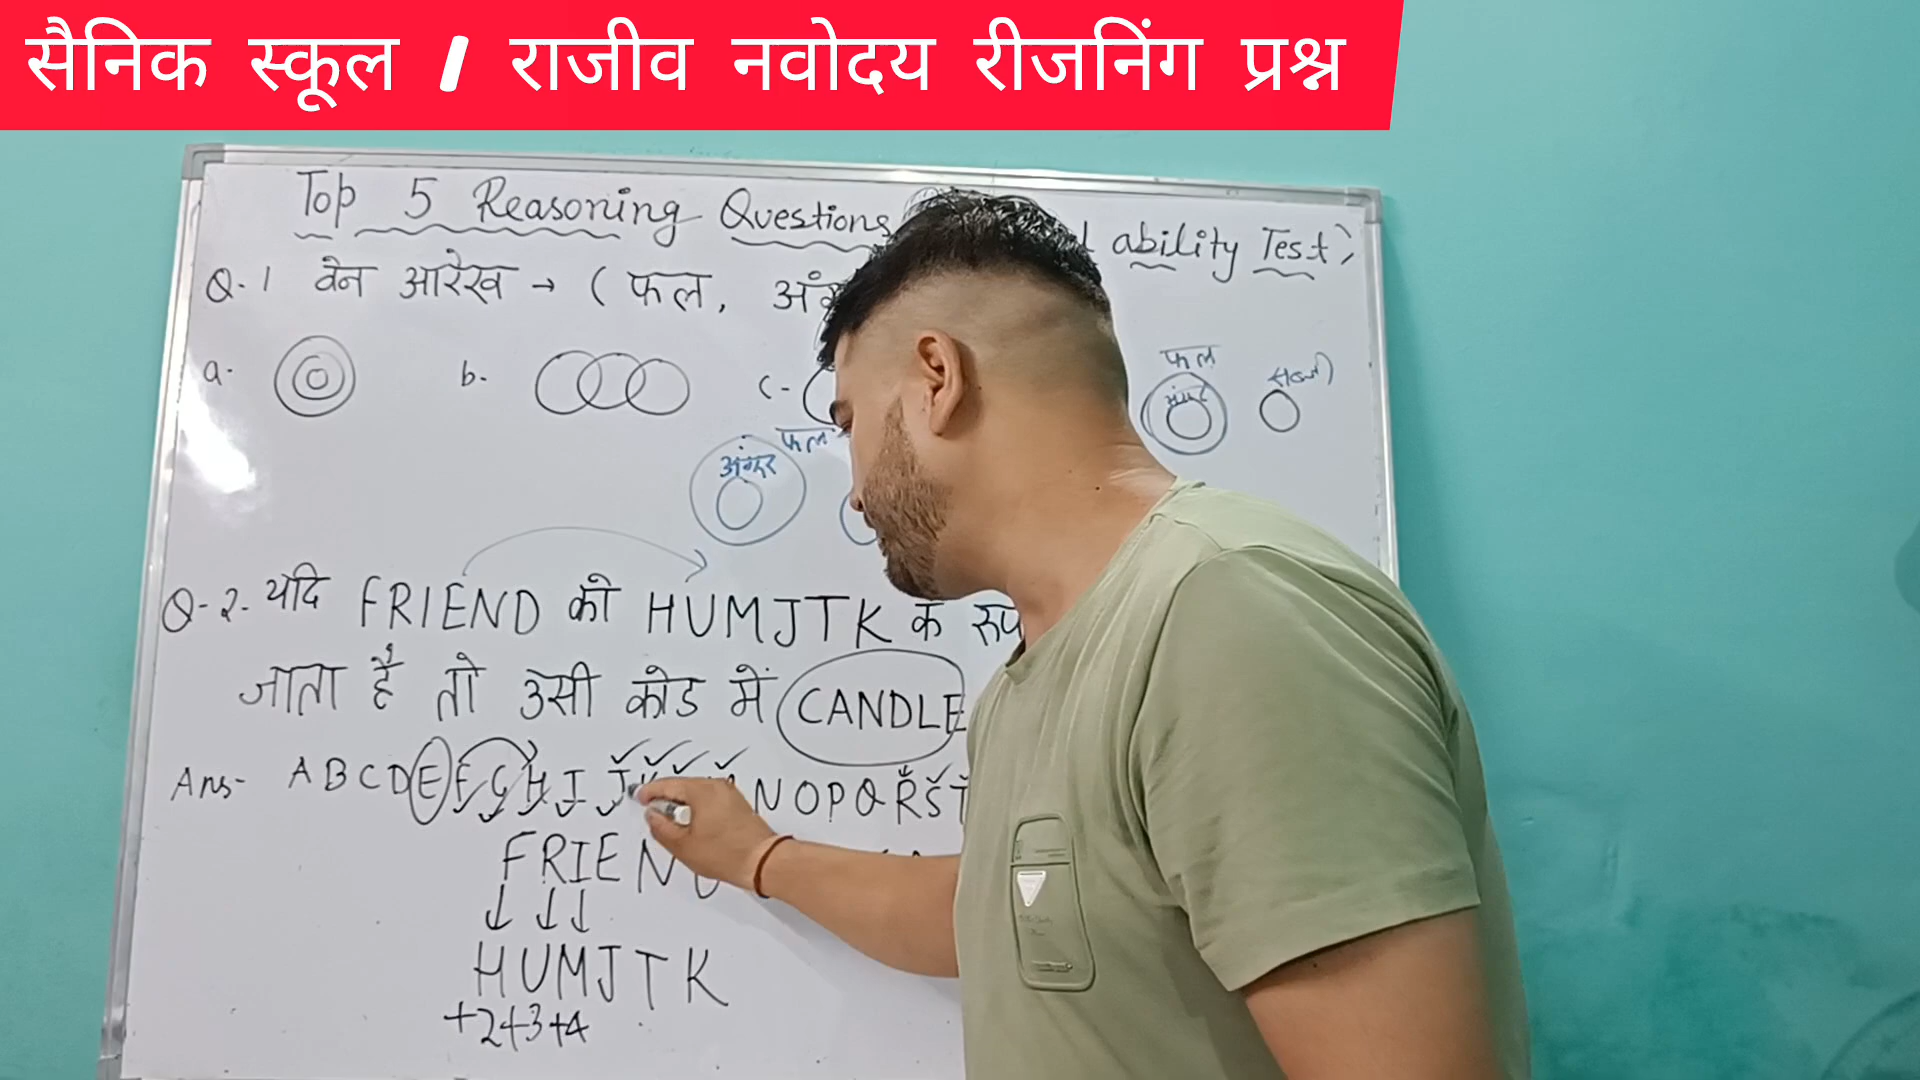 सैनिक स्कूल / राजीव नवोदय रीजनिंग प्रश्न
Top 5 Reasoning Questions ability Test)
Q.1 वेन आरेख → ( फल,
a- b- c-
फल
फल
अंगूर
Q-2- यदि FRIEND को HUMJTK के रूप
जाता है तो उसी कोड में CANDLE
Ans- A B C D E F G H I J K N O P Q R S T
FRIEN
HUMJTK
+2+3+4